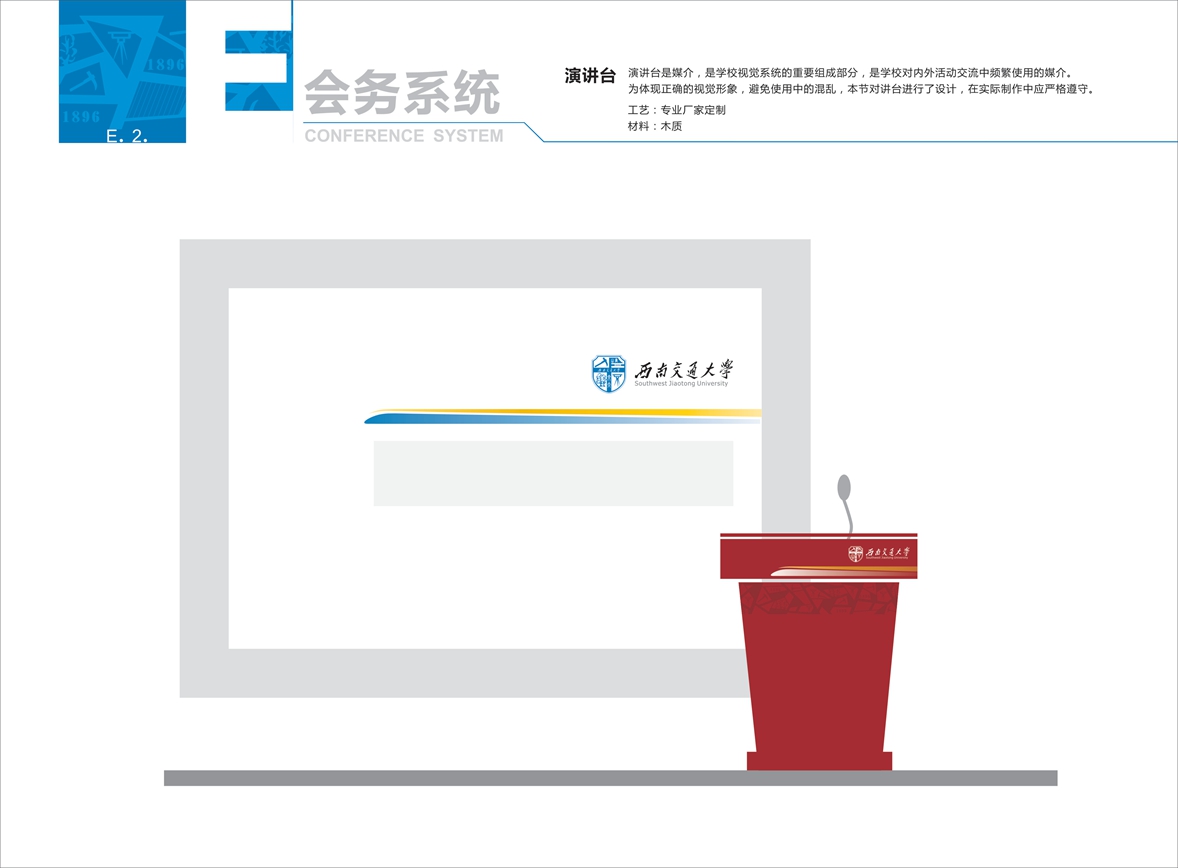 1896
1896
E. 2.
E
会务系统
CONFERENCE SYSTEM
演讲台
演讲台是媒介，是学校视觉系统的重要组成部分，是学校对内外活动交流中频繁使用的媒介。
为体现正确的视觉形象，避免使用中的混乱，本节对讲台进行了设计，在实际制作中应严格遵守。
工艺：专业厂家定制
材料：木质
西南交通大學
Southwest Jiaotong University
西南交通大學
Southwest Jiaotong University